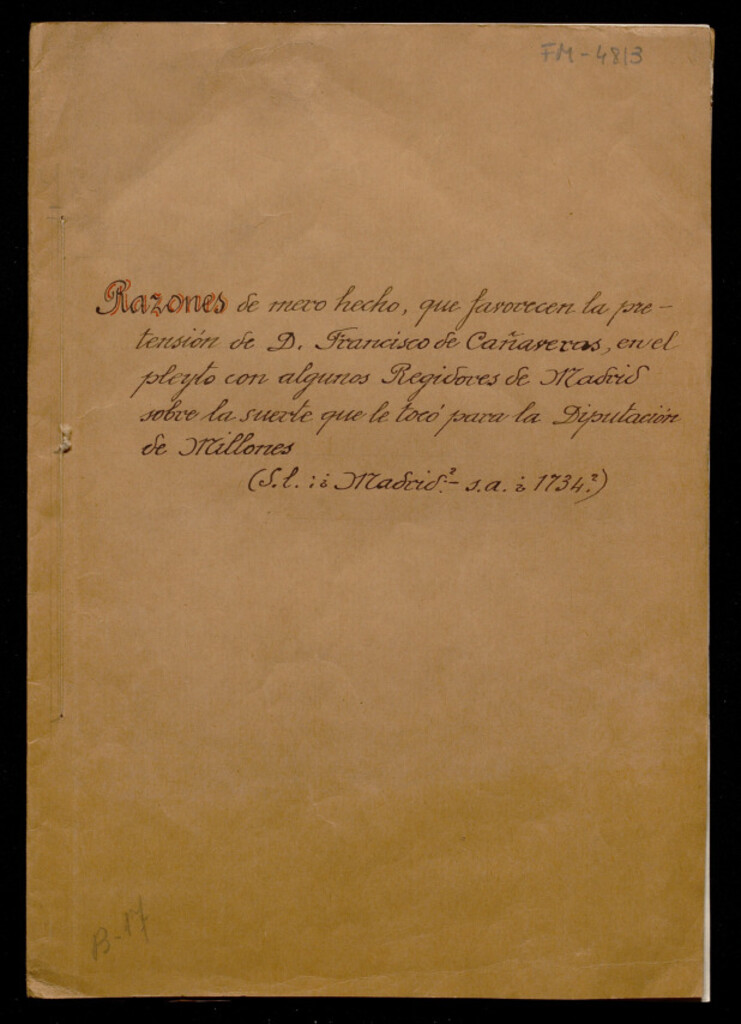 FM-4813
Razones de mero hecho, que favorecen la pre-
tensión de D. Francisco de Cañaveras, en el
pleyto con algunos Regidores de Madrid
sobre la suerte que le tocó para la Diputación
de Millones
(S.l. : ¿ Madrid?- s.a. ¿ 1734?)
B-17